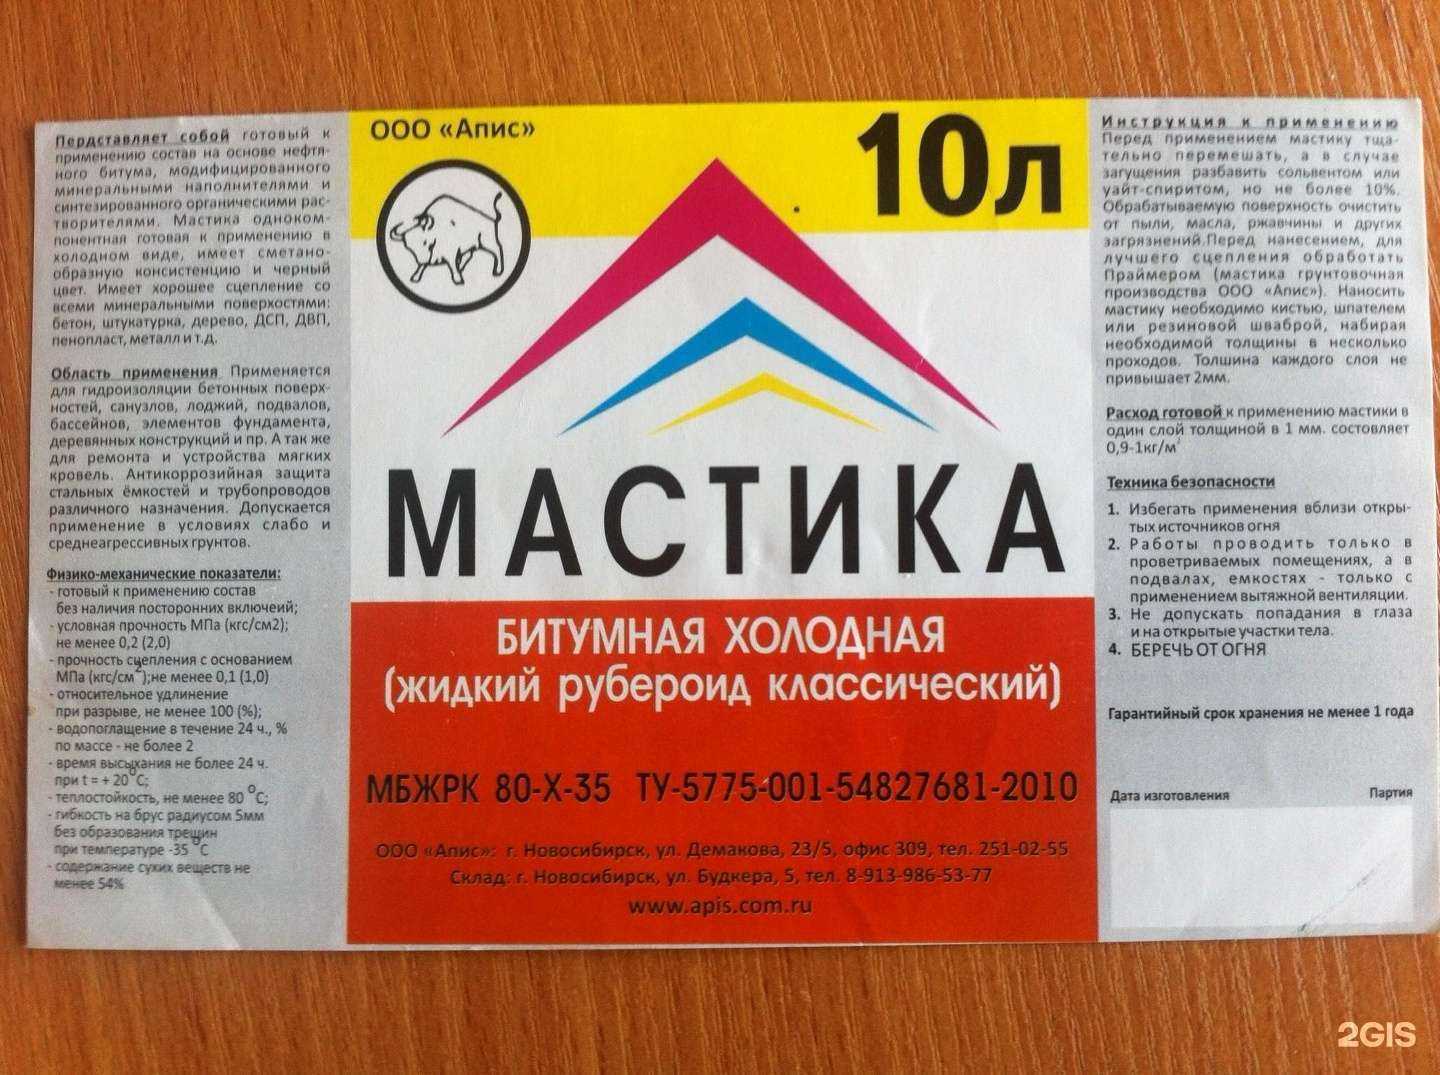 Пердставляет собой готовый к
применению состав на основе нефтя-
ного битума, модифицированного
минеральными наполнителями и
синтезированного органическими рас-
творителями. Мастика одноком-
понентная готовая к применению в
холодном виде, имеет сметано-
образную консистенцию и черный
цвет. Имеет хорошее сцепление со
всеми минеральными поверхостями:
бетон, штукатурка, дерево, ДСП, ДВП,
пенопласт, металл и т.д.
Область применения Применяется
для гидроизоляции бетонных поверх-
ностей, санузлов, лоджий, подвалов,
бассейнов, элементов фундамента,
деревянных конструкций и пр. А так же
для ремонта и устройства мягких
кровель. Антикоррозийная защита
стальных ёмкостей и трубопроводов
различного назначения. Допускается
применение в условиях слабо и
среднеагрессивных грунтов.
Физико-механические показатели:
- готовый к применению состав
без наличия посторонних включеий;
- условная прочность МПа (кгс/см2);
не менее 0,2 (2,0)
- прочность сцепления с основанием
МПа (кгс/см²);не менее 0,1 (1,0)
- относительное удлинение
при разрыве, не менее 100 (%);
- водопоглащение в течение 24 ч., %
по массе - не более 2
- время высыхания не более 24 ч.
при t = + 20°С;
- теплостойкость, не менее 80 °С;
- гибкость на брус радиусом 5мм
без образования трещин
при температуре -35 °С
- содержание сухих веществ не
менее 54%
ООО «Апис»
10л
МАСТИКА
БИТУМНАЯ ХОЛОДНАЯ
(жидкий рубероид классический)
МБЖРК 80-Х-35 ТУ-5775-001-54827681-2010
ООО «Апис»: г. Новосибирск, ул. Демакова, 23/5, офис 309, тел. 251-02-55
Склад: г. Новосибирск, ул. Будкера, 5, тел. 8-913-986-53-77
www.apis.com.ru
Инструкция к применению
Перед применением мастику тща-
тельно перемешать, а в случае
загущения разбавить сольвентом или
уайт-спиритом, но не более 10%.
Обрабатываемую поверхность очистить
от пыли, масла, ржавчины и других
загрязнений.Перед нанесением, для
лучшего сцепления обработать
Праймером (мастика грунтовочная
производства ООО «Апис»). Наносить
мастику необходимо кистью, шпателем
или резиновой шваброй, набирая
необходимой толщины в несколько
проходов. Толшина каждого слоя не
привышает 2мм.
Расход готовой к применению мастики в
один слой толщиной в 1 мм. составляет
0,9-1кг/м²
Техника безопасности
1. Избегать применения вблизи откры-
тых источников огня
2. Работы проводить только в
проветриваемых помещениях, а в
подвалах, емкостях - только с
применением вытяжной вентиляции.
3. Не допускать попадания в глаза
и на открытые участки тела.
4. БЕРЕЧЬ ОТ ОГНЯ
Гарантийный срок хранения не менее 1 года
Дата изготовления Партия
2GIS